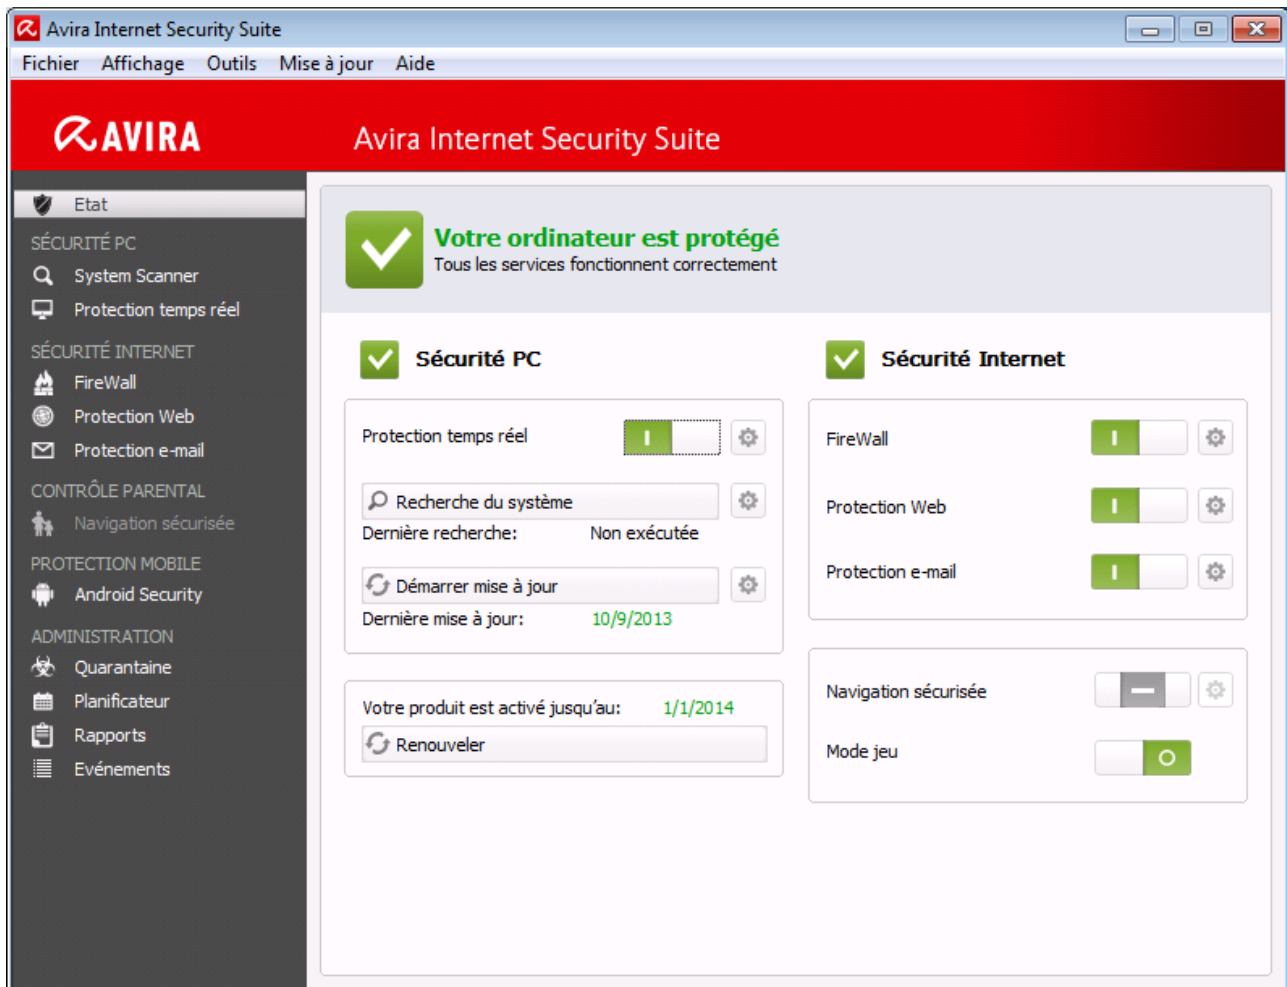 Avira Internet Security Suite
Fichier Affichage Outils Mise à jour Aide
AVIRA
Avira Internet Security Suite
Etat
SÉCURITÉ PC
System Scanner
Protection temps réel
SÉCURITÉ INTERNET
FireWall
Protection Web
Protection e-mail
CONTRÔLE PARENTAL
Navigation sécurisée
PROTECTION MOBILE
Android Security
ADMINISTRATION
Quarantaine
Planificateur
Rapports
Evénements
Votre ordinateur est protégé
Tous les services fonctionnent correctement
Sécurité PC
Protection temps réel
Recherche du système
Dernière recherche: Non exécutée
Démarrer mise à jour
Dernière mise à jour: 10/9/2013
Votre produit est activé jusqu'au: 1/1/2014
Renouveler
Sécurité Internet
FireWall
Protection Web
Protection e-mail
Navigation sécurisée
Mode jeu